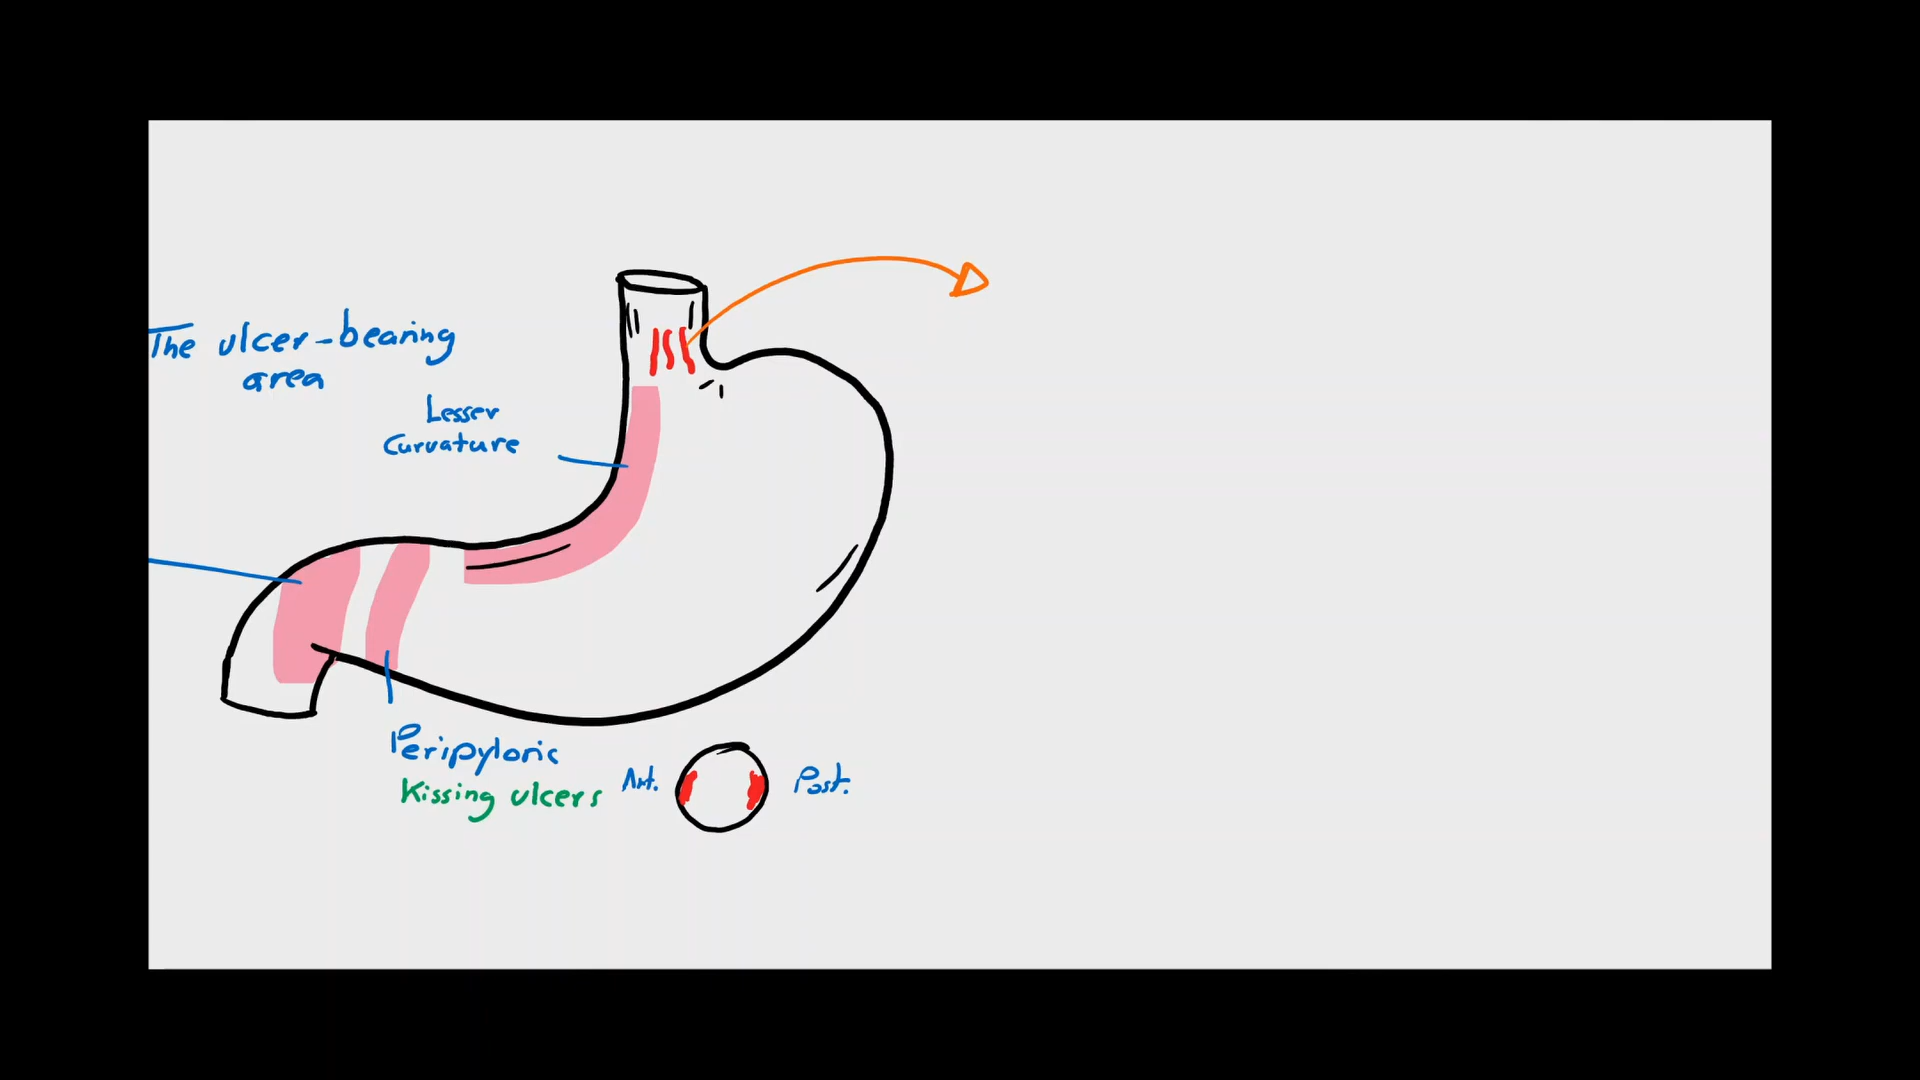 The ulcer-bearing
area
Lesser
Curvature
Peripyloric
Kissing ulcers
Ant.
Post.